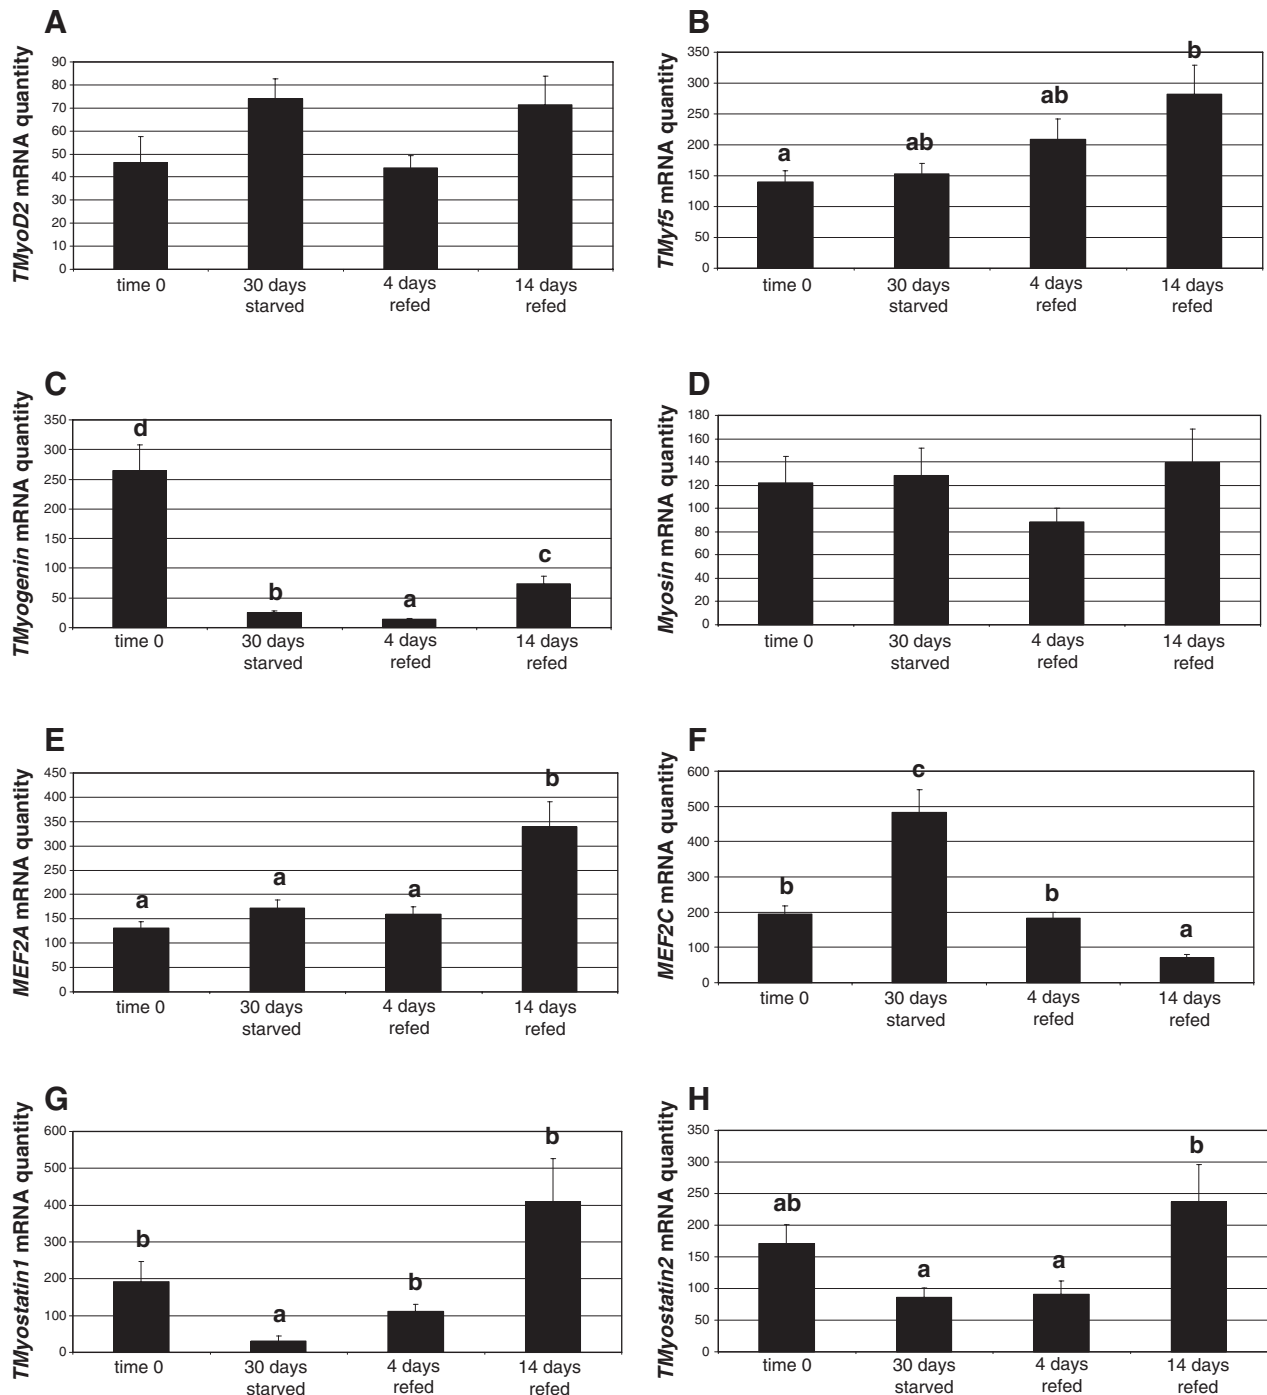 A
TMyoD2 mRNA quantity
90
80
70
60
50
40
30
20
10
0
time 0
30 days
starved
4 days
refed
14 days
refed
B
TMyf5 mRNA quantity
350
300
250
200
150
100
50
0
a
ab
ab
b
time 0
30 days
starved
4 days
refed
14 days
refed
C
TMyogenin mRNA quantity
350
300
250
200
150
100
50
0
d
b
a
c
time 0
30 days
starved
4 days
refed
14 days
refed
D
Myosin mRNA quantity
180
160
140
120
100
80
60
40
20
0
time 0
30 days
starved
4 days
refed
14 days
refed
E
MEF2A mRNA quantity
450
400
350
300
250
200
150
100
50
0
a
a
a
b
time 0
30 days
starved
4 days
refed
14 days
refed
F
MEF2C mRNA quantity
600
500
400
300
200
100
0
b
c
b
a
time 0
30 days
starved
4 days
refed
14 days
refed
G
TMyostatin1 mRNA quantity
600
500
400
300
200
100
0
b
a
b
b
time 0
30 days
starved
4 days
refed
14 days
refed
H
TMyostatin2 mRNA quantity
350
300
250
200
150
100
50
0
ab
a
a
b
time 0
30 days
starved
4 days
refed
14 days
refed